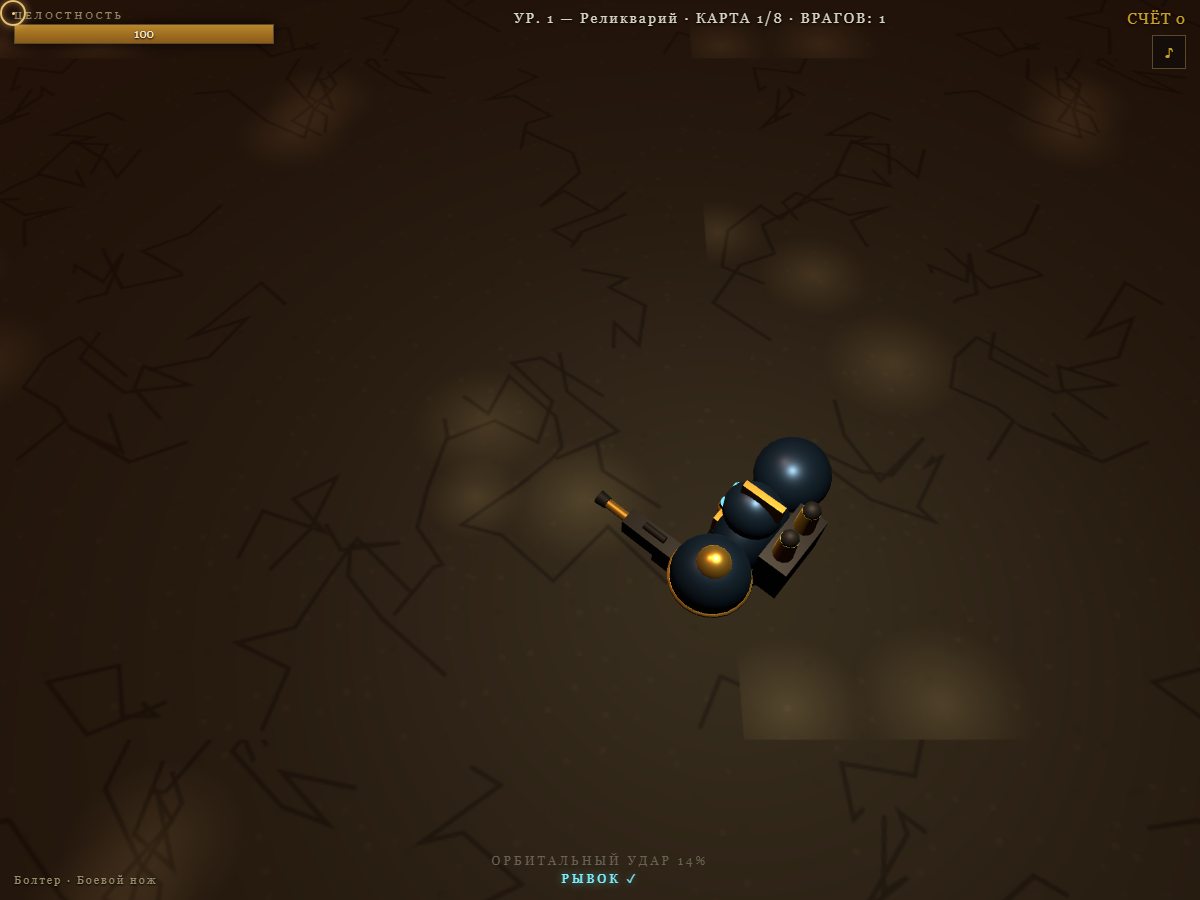 ЦЕЛОСТНОСТЬ
100
УР. 1 — Реликварий · КАРТА 1/8 · ВРАГОВ: 1
СЧЁТ 0
♪
ОРБИТАЛЬНЫЙ УДАР 14%
РЫВОК ✓
Болтер · Боевой нож